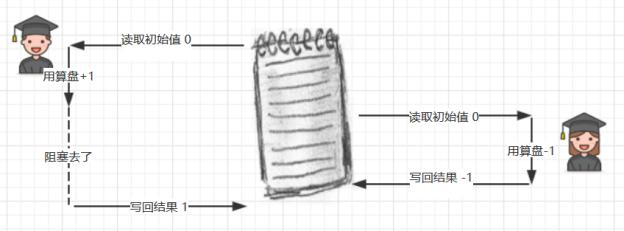 读取初始值 0
用算盘+1
读取初始值 0
用算盘-1
阻塞去了
写回结果 -1
写回结果 1